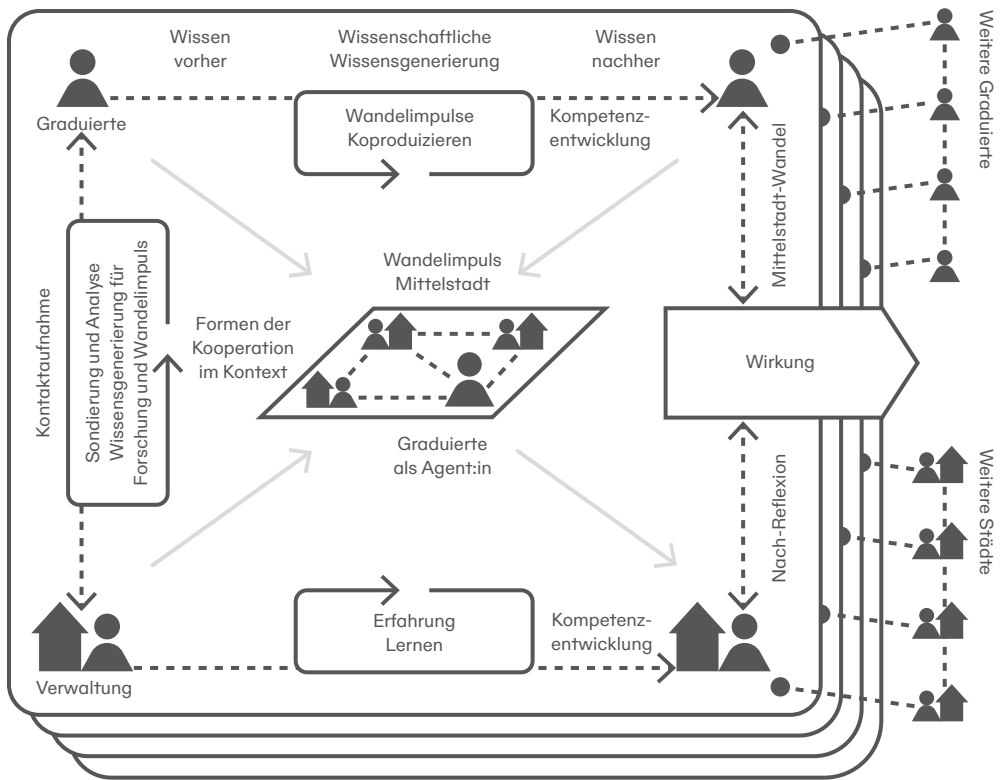 Wissen
vorher
Wissenschaftliche
Wissensgenerierung
Wissen
nachher
Graduierte
Wandelimpulse
Koproduzieren
Kompetenz-
entwicklung
Weitere Graduierte
Mittelstadt-Wandel
Kontaktaufnahme
Sondierung und Analyse
Wissensgenerierung für
Forschung und Wandelimpuls
Formen der
Kooperation
im Kontext
Wandelimpuls
Mittelstadt
Graduierte
als Agent:in
Wirkung
Nach-Reflexion
Weitere Städte
Verwaltung
Erfahrung
Lernen
Kompetenz-
entwicklung